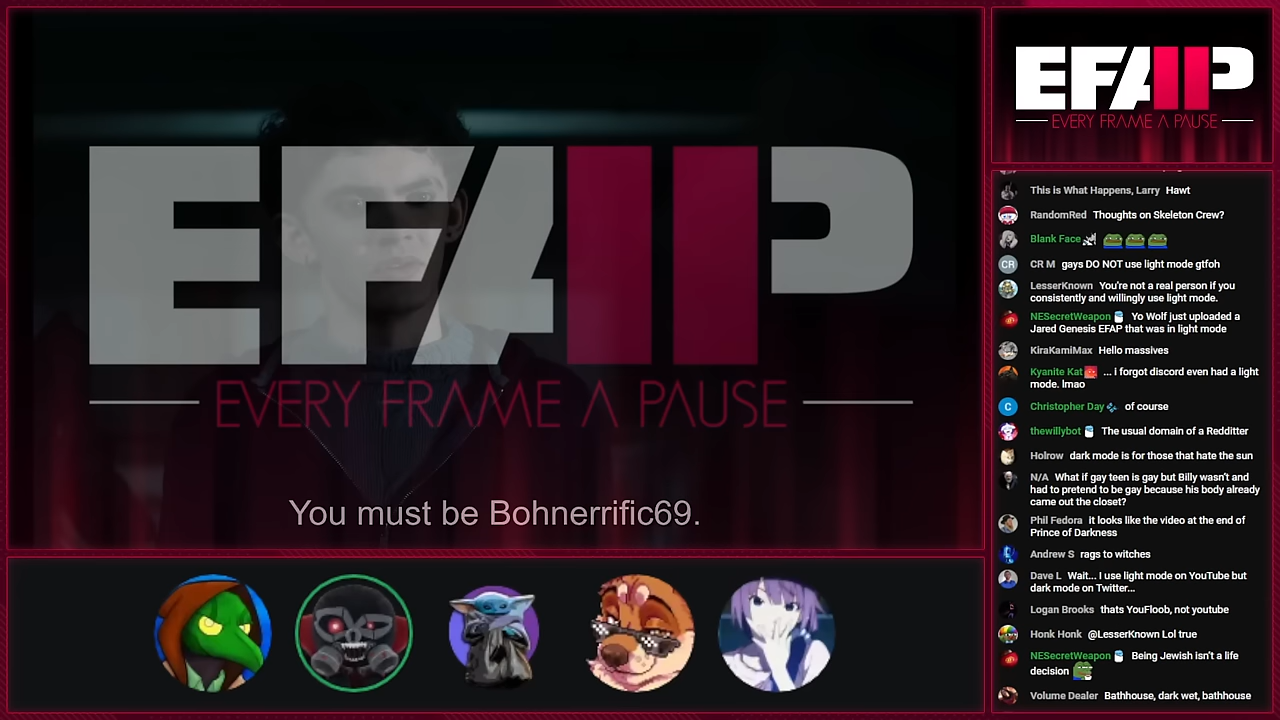 EFAP
EVERY FRAME A PAUSE
You must be Bohnerrific69.
EFAP
EVERY FRAME A PAUSE
This is What Happens, Larry Hawt
RandomRed Thoughts on Skeleton Crew?
Blank Face
CR
CR M gays DO NOT use light mode gtfoh
LesserKnown You're not a real person if you
consistently and willingly use light mode.
NESecretWeapon Yo Wolf just uploaded a
Jared Genesis EFAP that was in light mode
KiraKamiMax Hello massives
Kyanite Kat ... i forgot discord even had a light
mode. lmao
C
Christopher Day of course
thewillybot The usual domain of a Redditter
Holrow dark mode is for those that hate the sun
N/A What if gay teen is gay but Billy wasn't and
had to pretend to be gay because his body already
came out the closet?
Phil Fedora it looks like the video at the end of
Prince of Darkness
Andrew S rags to witches
Dave L Wait... I use light mode on YouTube but
dark mode on Twitter...
Logan Brooks thats YouFloob, not youtube
Honk Honk @LesserKnown Lol true
NESecretWeapon Being Jewish isn't a life
decision
Volume Dealer Bathhouse, dark wet, bathhouse